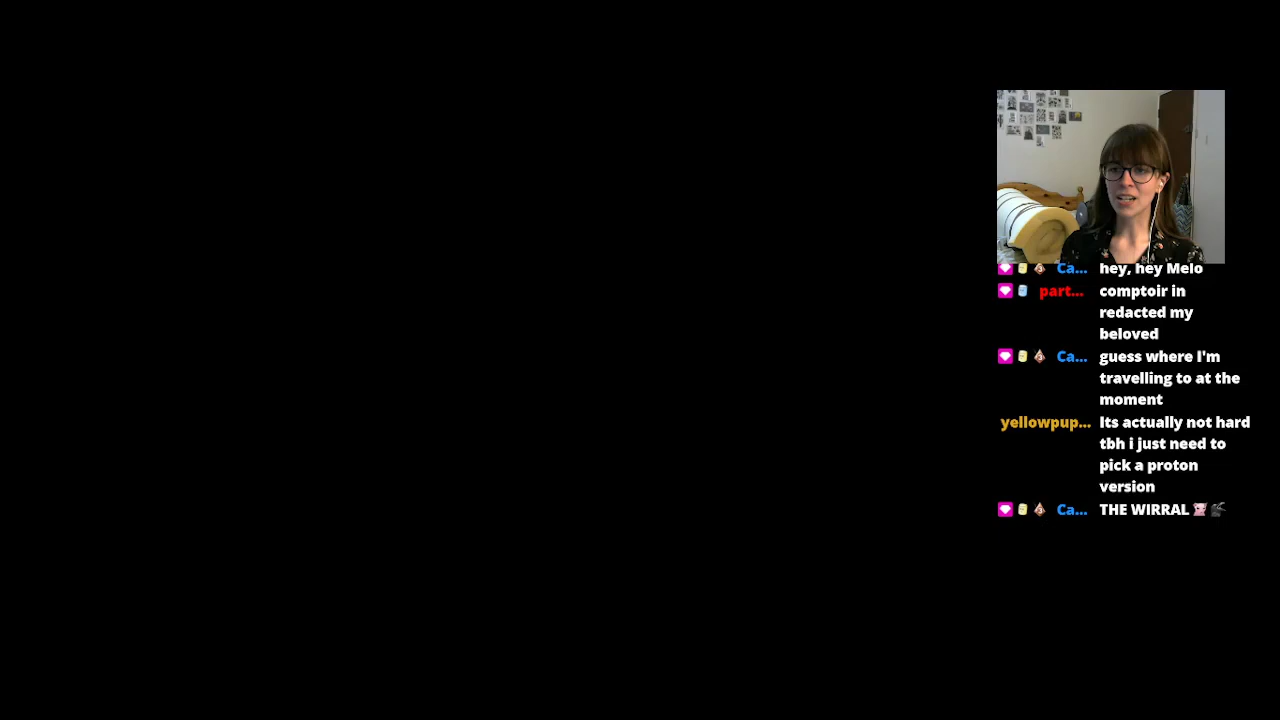 Ca... hey, hey Melo
part... comptoir in
redacted my
beloved
Ca... guess where I'm
travelling to at the
moment
yellowpup... Its actually not hard
tbh i just need to
pick a proton
version
Ca... THE WIRRAL